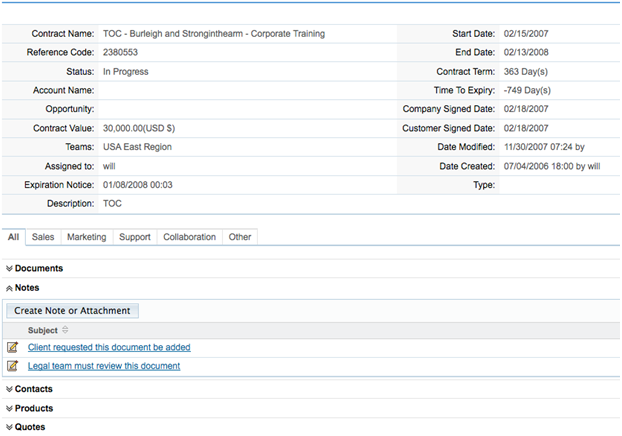 Contract Name: TOC - Burleigh and Stronginthearm - Corporate Training Start Date: 02/15/2007
Reference Code: 2380553 End Date: 02/13/2008
Status: In Progress Contract Term: 363 Day(s)
Account Name: Time To Expiry: -749 Day(s)
Opportunity: Company Signed Date: 02/18/2007
Contract Value: 30,000.00(USD $) Customer Signed Date: 02/18/2007
Teams: USA East Region Date Modified: 11/30/2007 07:24 by
Assigned to: will Date Created: 07/04/2006 18:00 by will
Expiration Notice: 01/08/2008 00:03 Type:
Description: TOC
All Sales Marketing Support Collaboration Other
Documents
Notes
Create Note or Attachment
Subject
Client requested this document be added
Legal team must review this document
Contacts
Products
Quotes